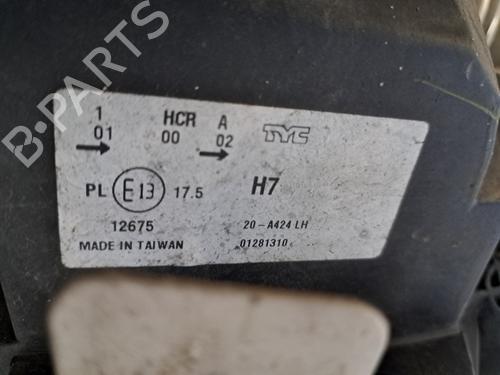 B-PARTS
1 HCR A TYC
01 00 02
PL E13 17.5 H7
12675 20-A424 LH
MADE IN TAIWAN 01281310